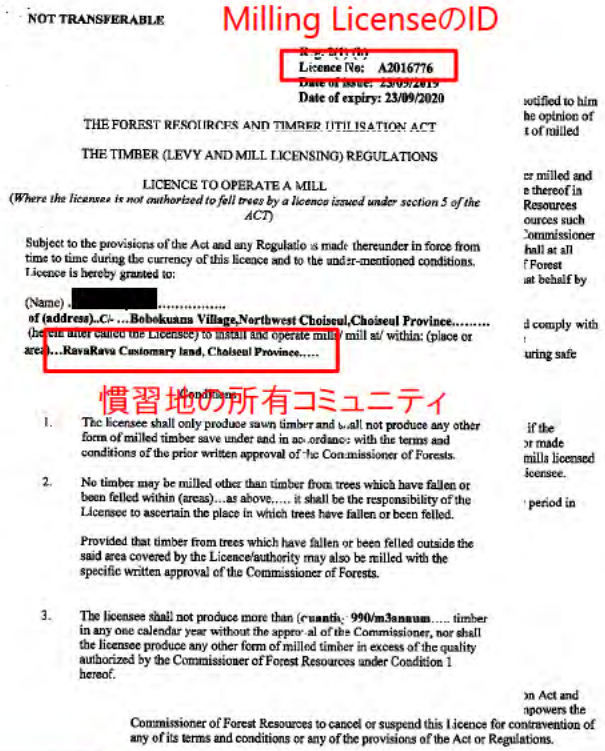 NOT TRANSFERABLE
Milling LicenseのID
Licence No: A2016776
Date of issue: 23/09/2019
Date of expiry: 23/09/2020
THE FOREST RESOURCES AND TIMBER UTILISATION ACT
THE TIMBER (LEVY AND MILL LICENSING) REGULATIONS
LICENCE TO OPERATE A MILL
(Where the licensee is not authorized to fell trees by a licence issued under section 5 of the
ACT)
Subject to the provisions of the Act and any Regulatio s made thereunder in force from
time to time during the currency of this licence and to the under-mentioned conditions.
Licence is hereby granted to:
(Name) .................
of (address)..C/- ...Bobokuana Village,Northwest Choiseul,Choiseul Province.........
(herein after called the Licensee) to install and operate mills/ mill at/ within: (place or
area)...RavaRava Customary land, Choiseul Province.....
慣習地の所有コミュニティ
Conditions
1. The licensee shall only produce sawn timber and shall not produce any other
form of milled timber save under and in accordance with the terms and
conditions of the prior written approval of the Commissioner of Forests.
2. No timber may be milled other than timber from trees which have fallen or
been felled within (areas)...as above..... it shall be the responsibility of the
Licensee to ascertain the place in which trees have fallen or been felled.
Provided that timber from trees which have fallen or been felled outside the
said area covered by the Licence/authority may also be milled with the
specific written approval of the Commissioner of Forests.
3. The licensee shall not produce more than 990/m3annum..... timber
in any one calendar year without the approval of the Commissioner, nor shall
the licensee produce any other form of milled timber in excess of the quality
authorized by the Commissioner of Forest Resources under Condition 1
hereof.
Commissioner of Forest Resources to cancel or suspend this Licence for contravention of
any of its terms and conditions or any of the provisions of the Act or Regulations.
otified to him
he opinion of
t of milled
er milled and
e thereof in
Resources
ources such
Commissioner
hall at all
f Forest
at behalf by
d comply with
uring safe
if the
or made
mills licensed
icensee.
period in
on Act and
npowers the